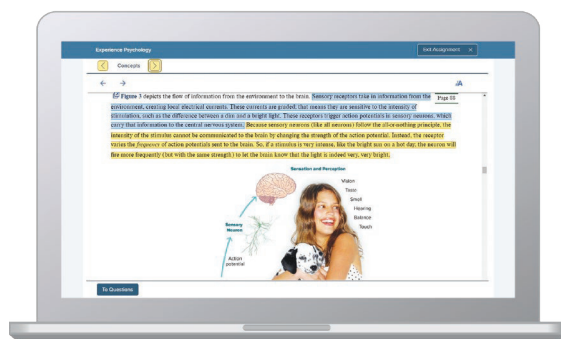 Experience Psychology
Exit Assignment ×
< Concepts >
← →
Page 88
Figure 3 depicts the flow of information from the environment to the brain. Sensory receptors take in information from the
environment, creating local electrical currents. These currents are graded; that means they are sensitive to the intensity of
stimulation, such as the difference between a dim and a bright light. These receptors trigger action potentials in sensory neurons, which
carry that information to the central nervous system. Because sensory neurons (like all neurons) follow the all-or-nothing principle, the
intensity of the stimulus cannot be communicated to the brain by changing the strength of the action potential. Instead, the receptor
varies the frequency of action potentials sent to the brain. So, if a stimulus is very intense, like the bright sun on a hot day, the neuron will
fire more frequently (but with the same strength) to let the brain know that the light is indeed very, very bright.
Sensation and Perception
Vision
Taste
Smell
Hearing
Balance
Touch
Sensory
Neuron
Action
potential
To Questions